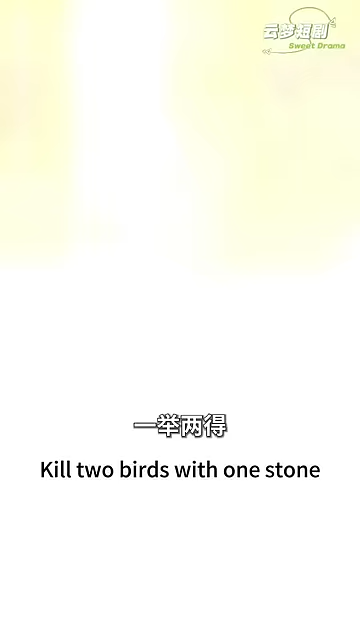 云梦短剧
Sweet Drama
一举两得
Kill two birds with one stone